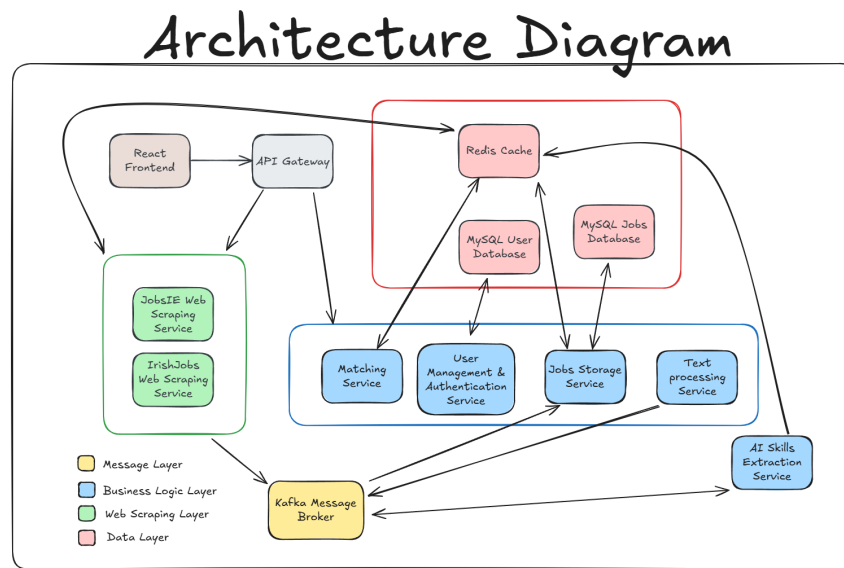 Architecture Diagram
React
Frontend
API Gateway
Redis Cache
MySQL User
Database
MySQL Jobs
Database
JobsIE Web
Scraping
Service
IrishJobs
Web Scraping
Service
Matching
Service
User
Management &
Authentication
Service
Jobs Storage
Service
Text
processing
Service
AI Skills
Extraction
Service
Kafka Message
Broker
Message Layer
Business Logic Layer
Web Scraping Layer
Data Layer